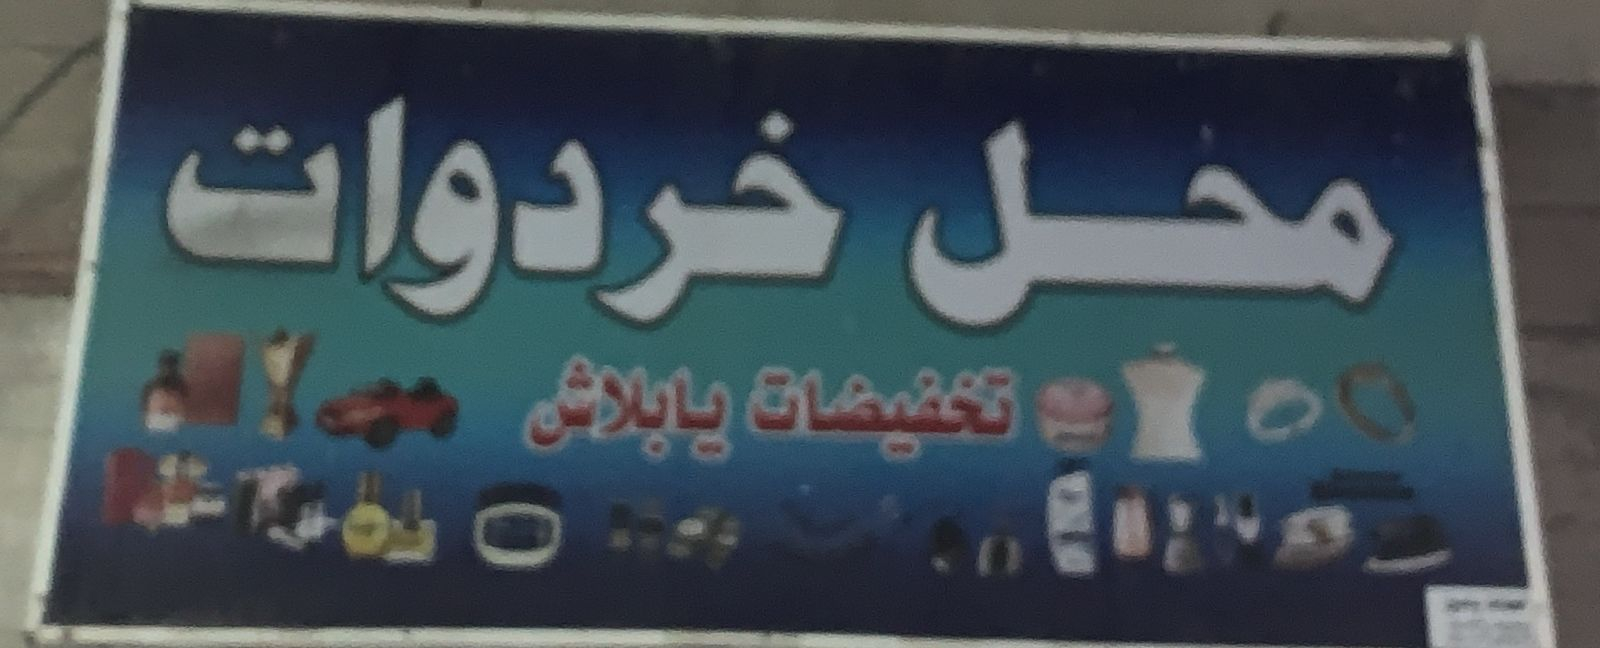 محل خردوات
تخفيضات يابلاش